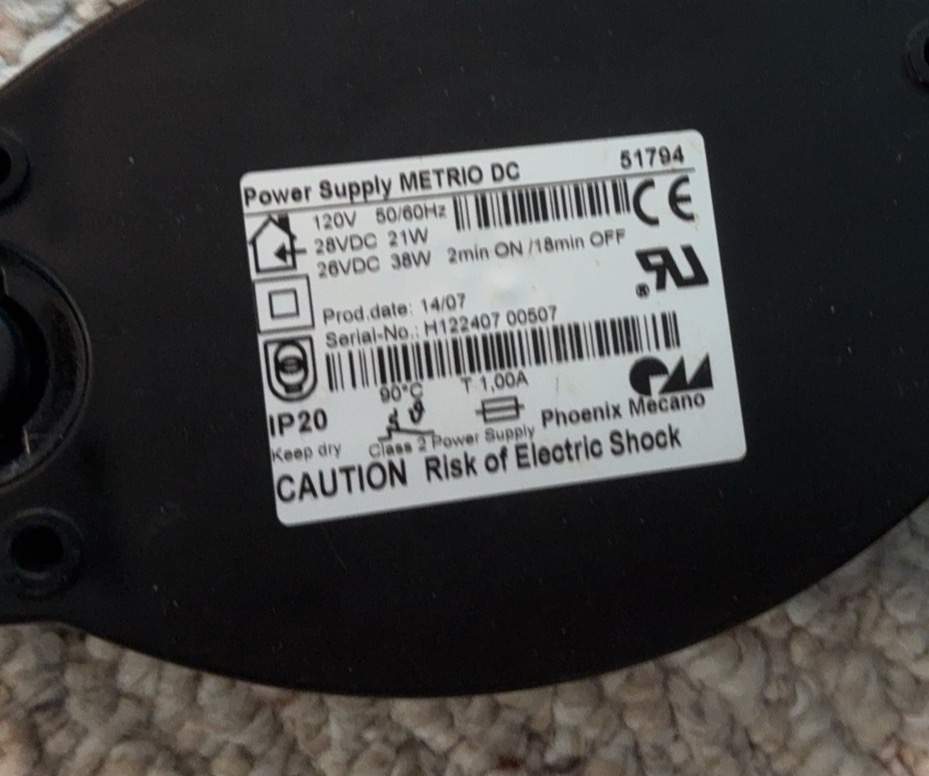 Power Supply METRIO DC 51794
120V 50/60Hz
28VDC 21W
26VDC 38W 2min ON /18min OFF
Prod.date: 14/07
Serial-No.: H122407 00507
90°C T 1,00A
IP20
Phoenix Mecano
Keep dry Class 2 Power Supply
CAUTION Risk of Electric Shock